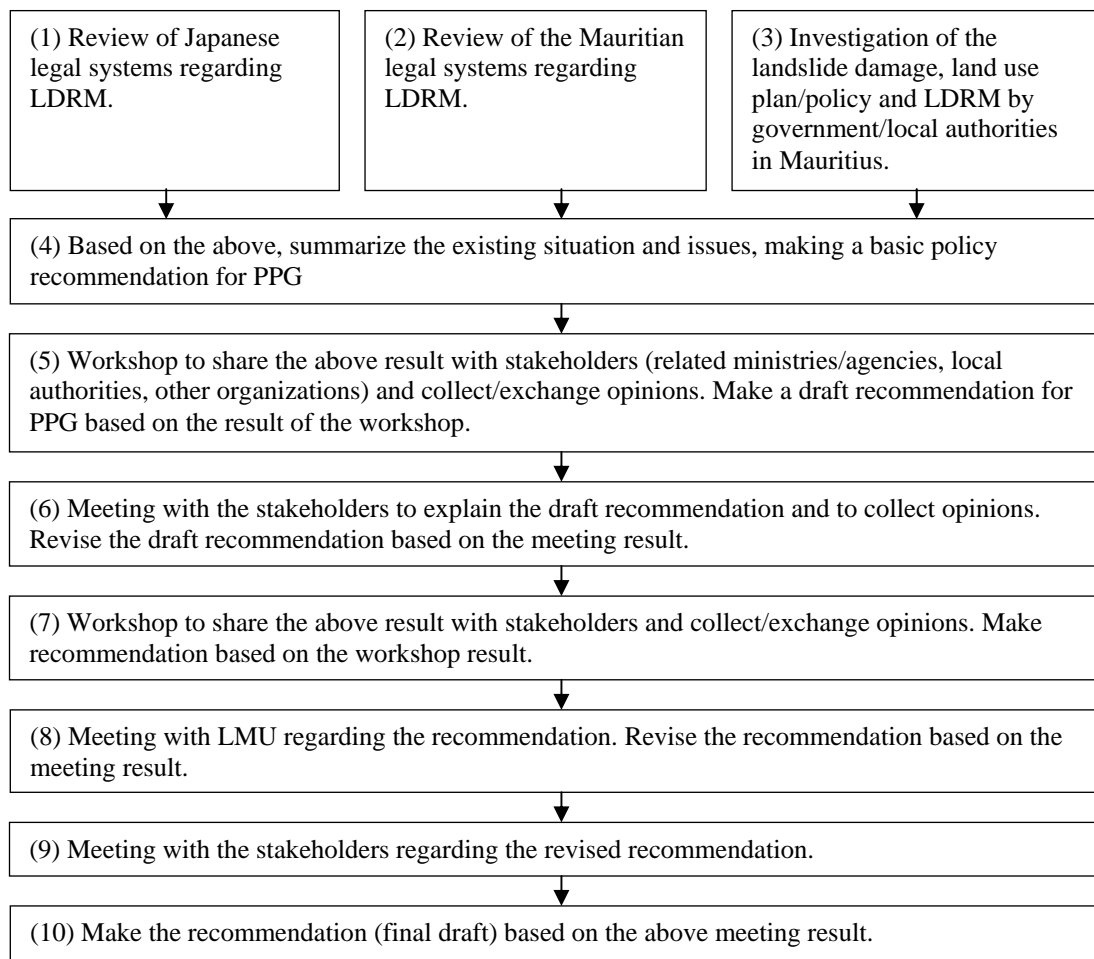 (1) Review of Japanese
legal systems regarding
LDRM.
(2) Review of the Mauritian
legal systems regarding
LDRM.
(3) Investigation of the
landslide damage, land use
plan/policy and LDRM by
government/local authorities
in Mauritius.
(4) Based on the above, summarize the existing situation and issues, making a basic policy
recommendation for PPG
(5) Workshop to share the above result with stakeholders (related ministries/agencies, local
authorities, other organizations) and collect/exchange opinions. Make a draft recommendation for
PPG based on the result of the workshop.
(6) Meeting with the stakeholders to explain the draft recommendation and to collect opinions.
Revise the draft recommendation based on the meeting result.
(7) Workshop to share the above result with stakeholders and collect/exchange opinions. Make
recommendation based on the workshop result.
(8) Meeting with LMU regarding the recommendation. Revise the recommendation based on the
meeting result.
(9) Meeting with the stakeholders regarding the revised recommendation.
(10) Make the recommendation (final draft) based on the above meeting result.